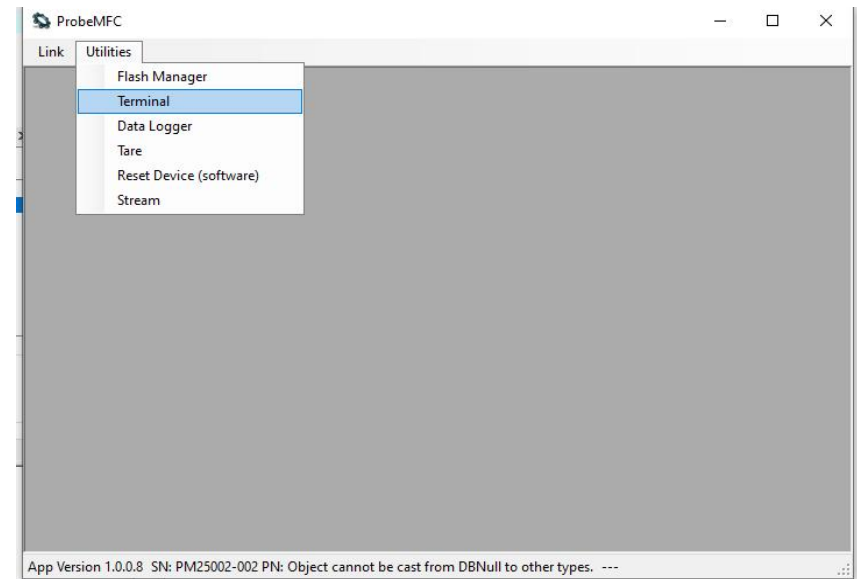 ProbeMFC
Link Utilities
Flash Manager
Terminal
Data Logger
Tare
Reset Device (software)
Stream
App Version 1.0.0.8 SN: PM25002-002 PN: Object cannot be cast from DBNull to other types. ---